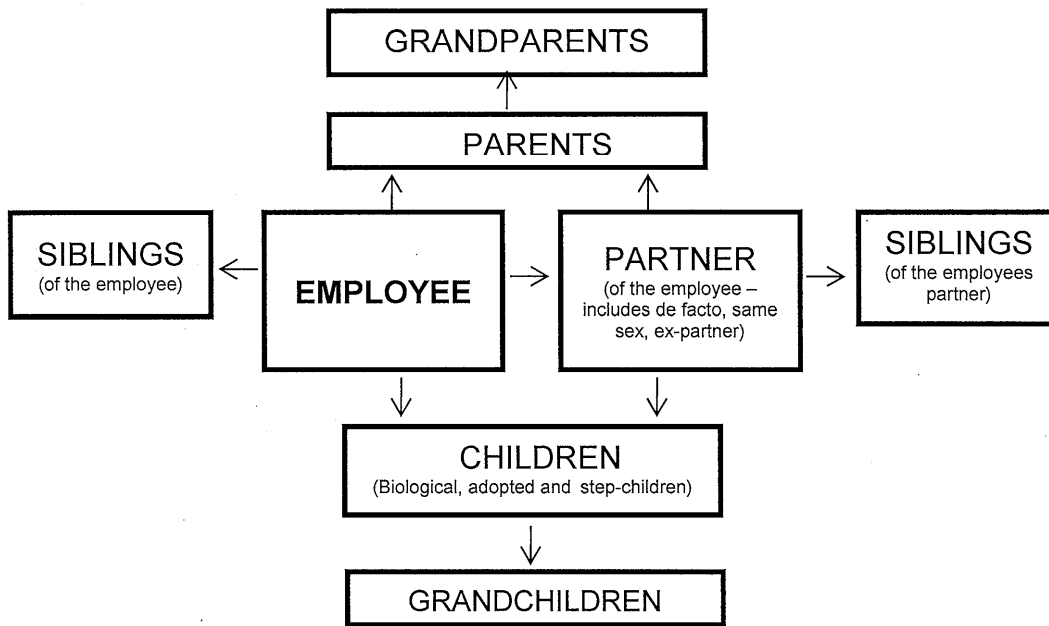 GRANDPARENTS
PARENTS
SIBLINGS
(of the employee)
EMPLOYEE
PARTNER
(of the employee –
includes de facto, same
sex, ex-partner)
SIBLINGS
(of the employees
partner)
CHILDREN
(Biological, adopted and step-children)
GRANDCHILDREN